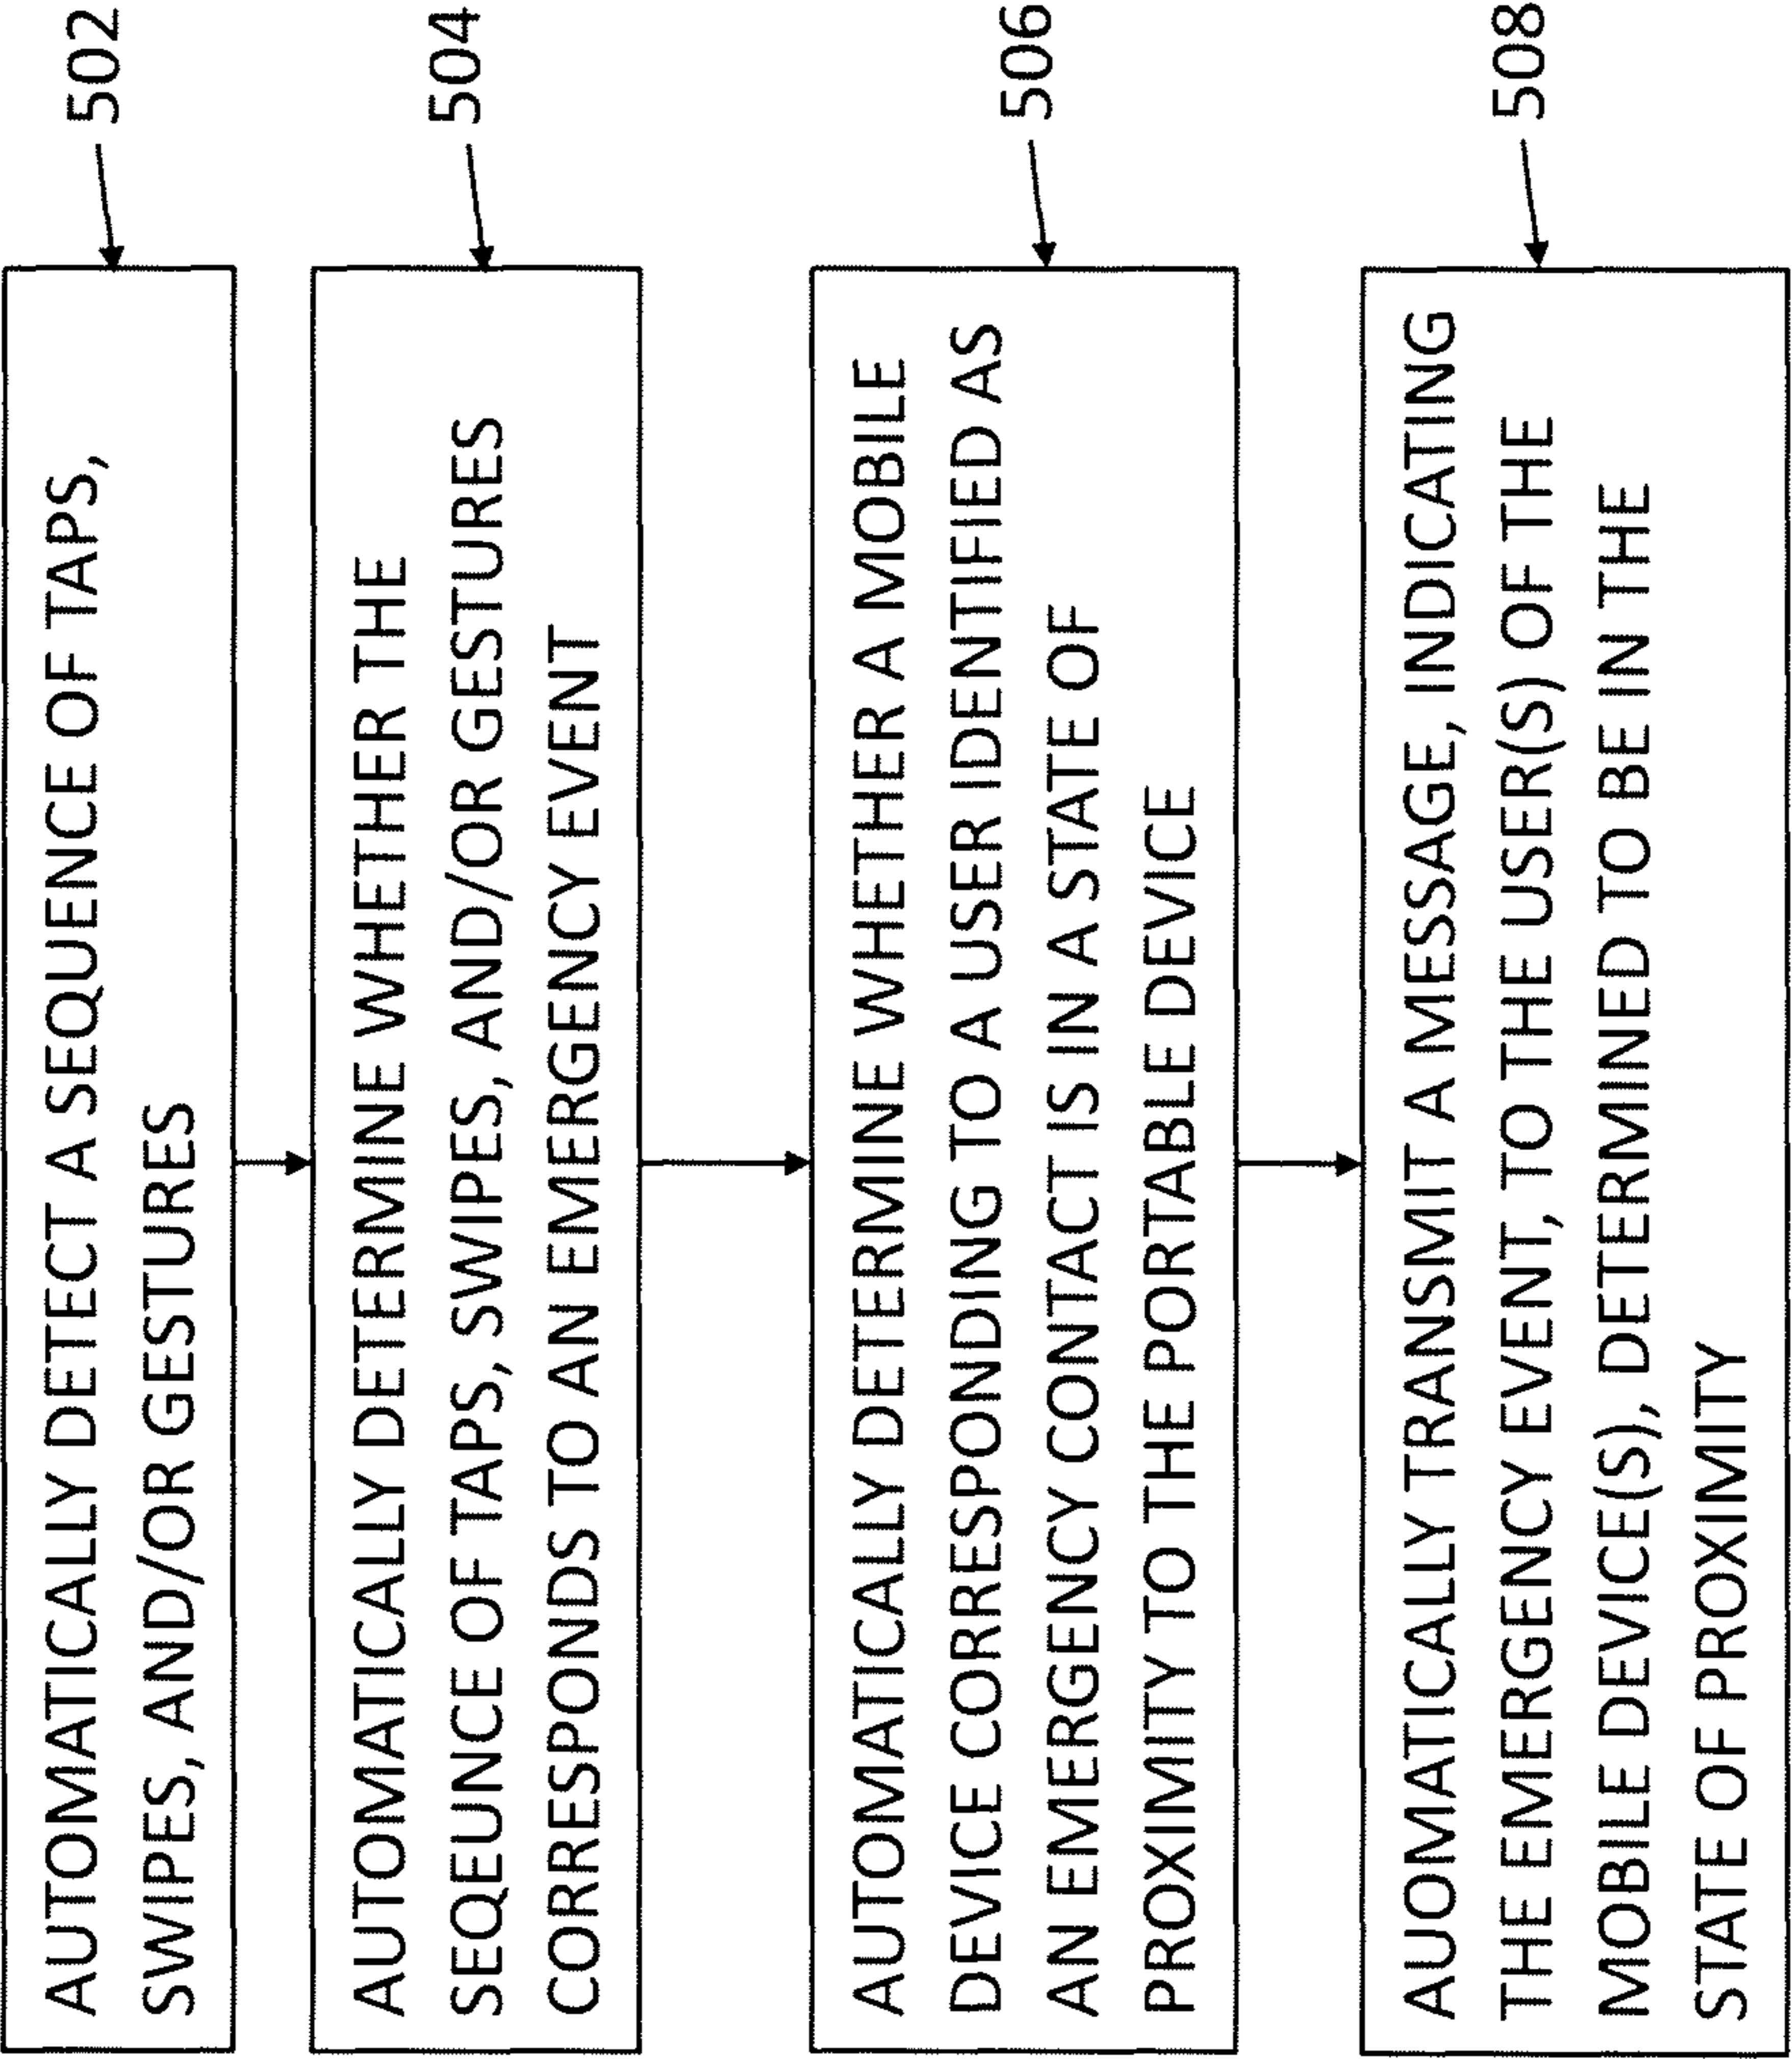 AUTOMATICALLY DETECT A SEQUENCE OF TAPS,
SWIPES, AND/OR GESTURES
502
AUTOMATICALLY DETERMINE WHETHER THE
SEQEUNCE OF TAPS, SWIPES, AND/OR GESTURES
CORRESPONDS TO AN EMERGENCY EVENT
504
AUTOMATICALLY DETERMINE WHETHER A MOBILE
DEVICE CORRESPONDING TO A USER IDENTIFIED AS
AN EMERGENCY CONTACT IS IN A STATE OF
PROXIMITY TO THE PORTABLE DEVICE
506
AUOMATICALLY TRANSMIT A MESSAGE, INDICATING
THE EMERGENCY EVENT, TO THE USER(S) OF THE
MOBILE DEVICE(S), DETERMINED TO BE IN THE
STATE OF PROXIMITY
508